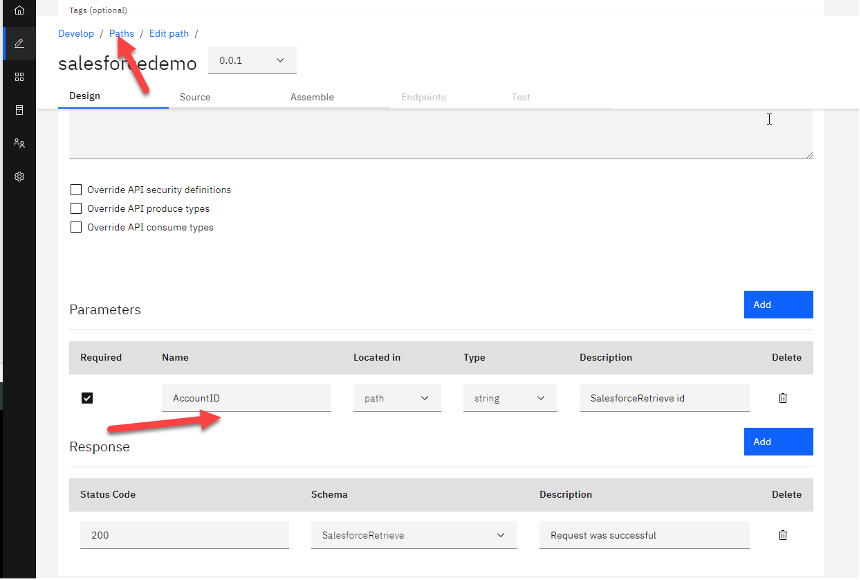 Tags (optional)
Develop / Paths / Edit path /
salesforcedemo 0.0.1
Design Source Assemble Endpoints Test
Override API security definitions
Override API produce types
Override API consume types
Parameters Add
Required Name Located in Type Description Delete
AccountID path string SalesforceRetrieve id
Response Add
Status Code Schema Description Delete
200 SalesforceRetrieve Request was successful